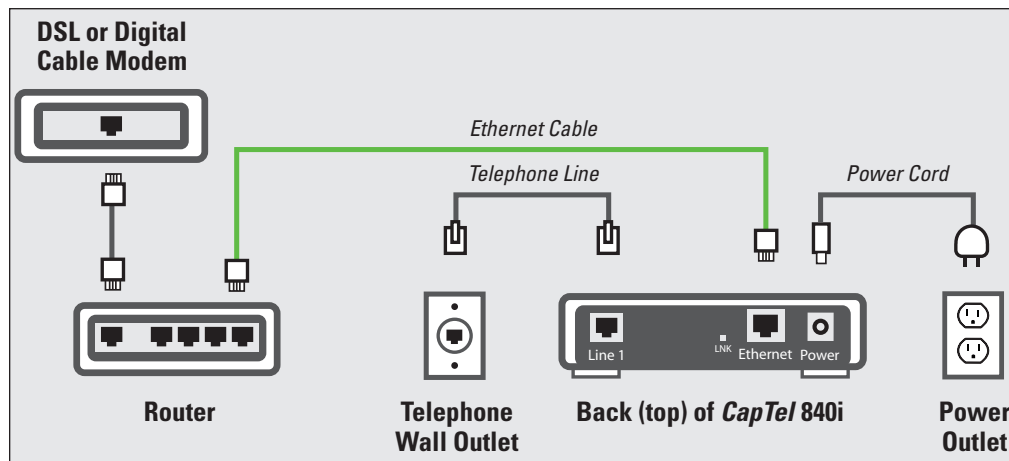 DSL or Digital
Cable Modem
Ethernet Cable
Telephone Line
Power Cord
Line 1
LNK
Ethernet
Power
Router
Telephone
Wall Outlet
Back (top) of CapTel 840i
Power
Outlet